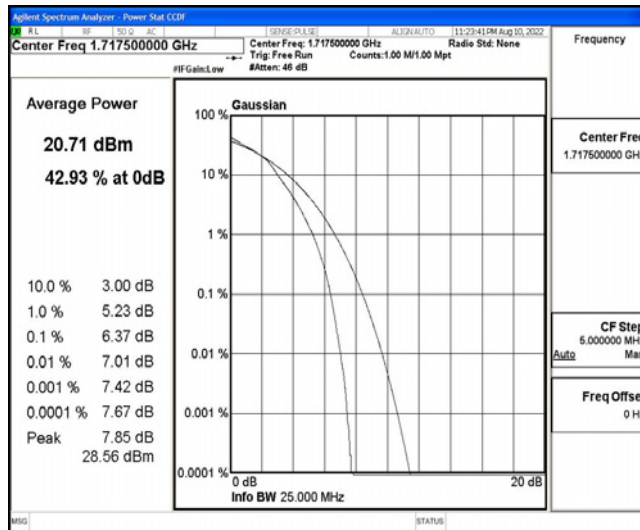 Agilent Spectrum Analyzer - Power Stat CCDF
RL RF 50 Ω AC SENSE:PULSE ALIGN AUTO 11:23:41 PM Aug 10, 2022
Center Freq 1.717500000 GHz
Center Freq: 1.717500000 GHz Radio Std: None
Trig: Free Run Counts:1.00 M/1.00 Mpt
#IFGain:Low #Atten: 46 dB
Frequency
Average Power
20.71 dBm
42.93 % at 0dB
10.0 % 3.00 dB
1.0 % 5.23 dB
0.1 % 6.37 dB
0.01 % 7.01 dB
0.001 % 7.42 dB
0.0001 % 7.67 dB
Peak 7.85 dB
28.56 dBm
Gaussian
100 %
10 %
1 %
0.1 %
0.01 %
0.001 %
0.0001 %
0 dB 20 dB
Info BW 25.000 MHz
Center Fre
1.717500000 GH
CF Step
5.000000 MH
Auto Ma
Freq Offse
0 H
MSG STATUS